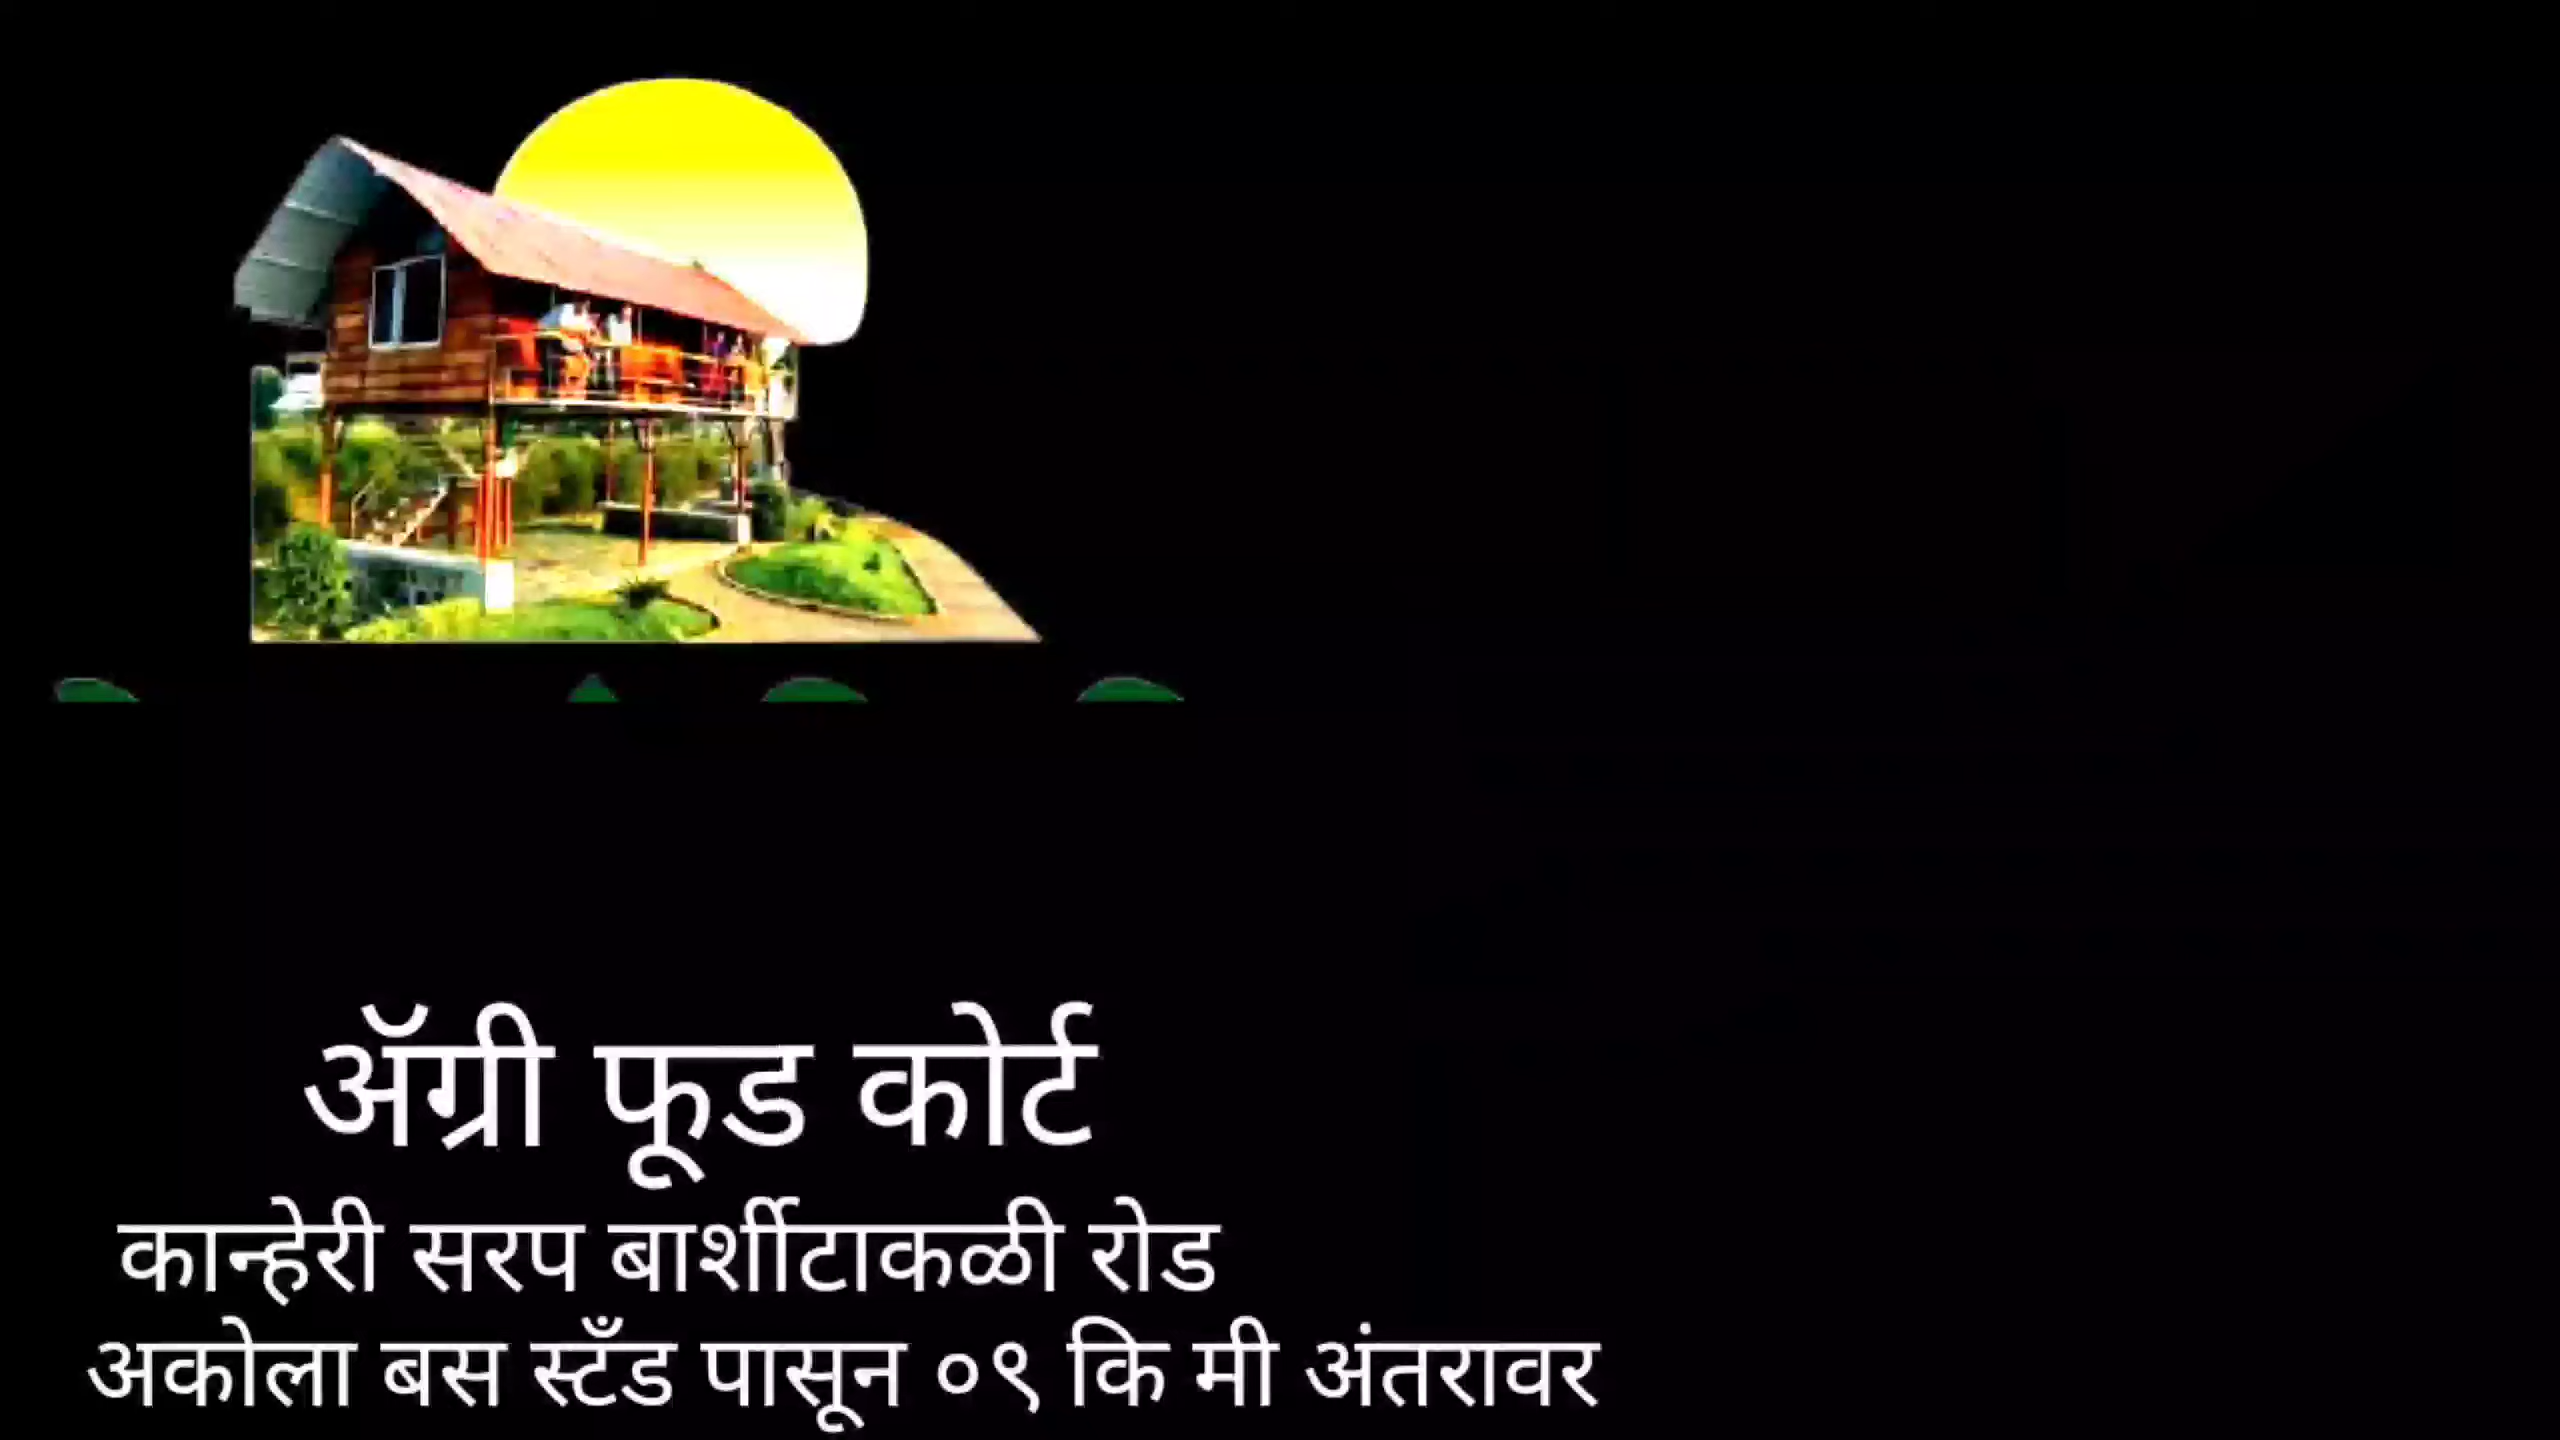 ॲग्री फूड कोर्ट
कान्हेरी सरप बार्शीटाकळी रोड
अकोला बस स्टँड पासून ०९ कि मी अंतरावर